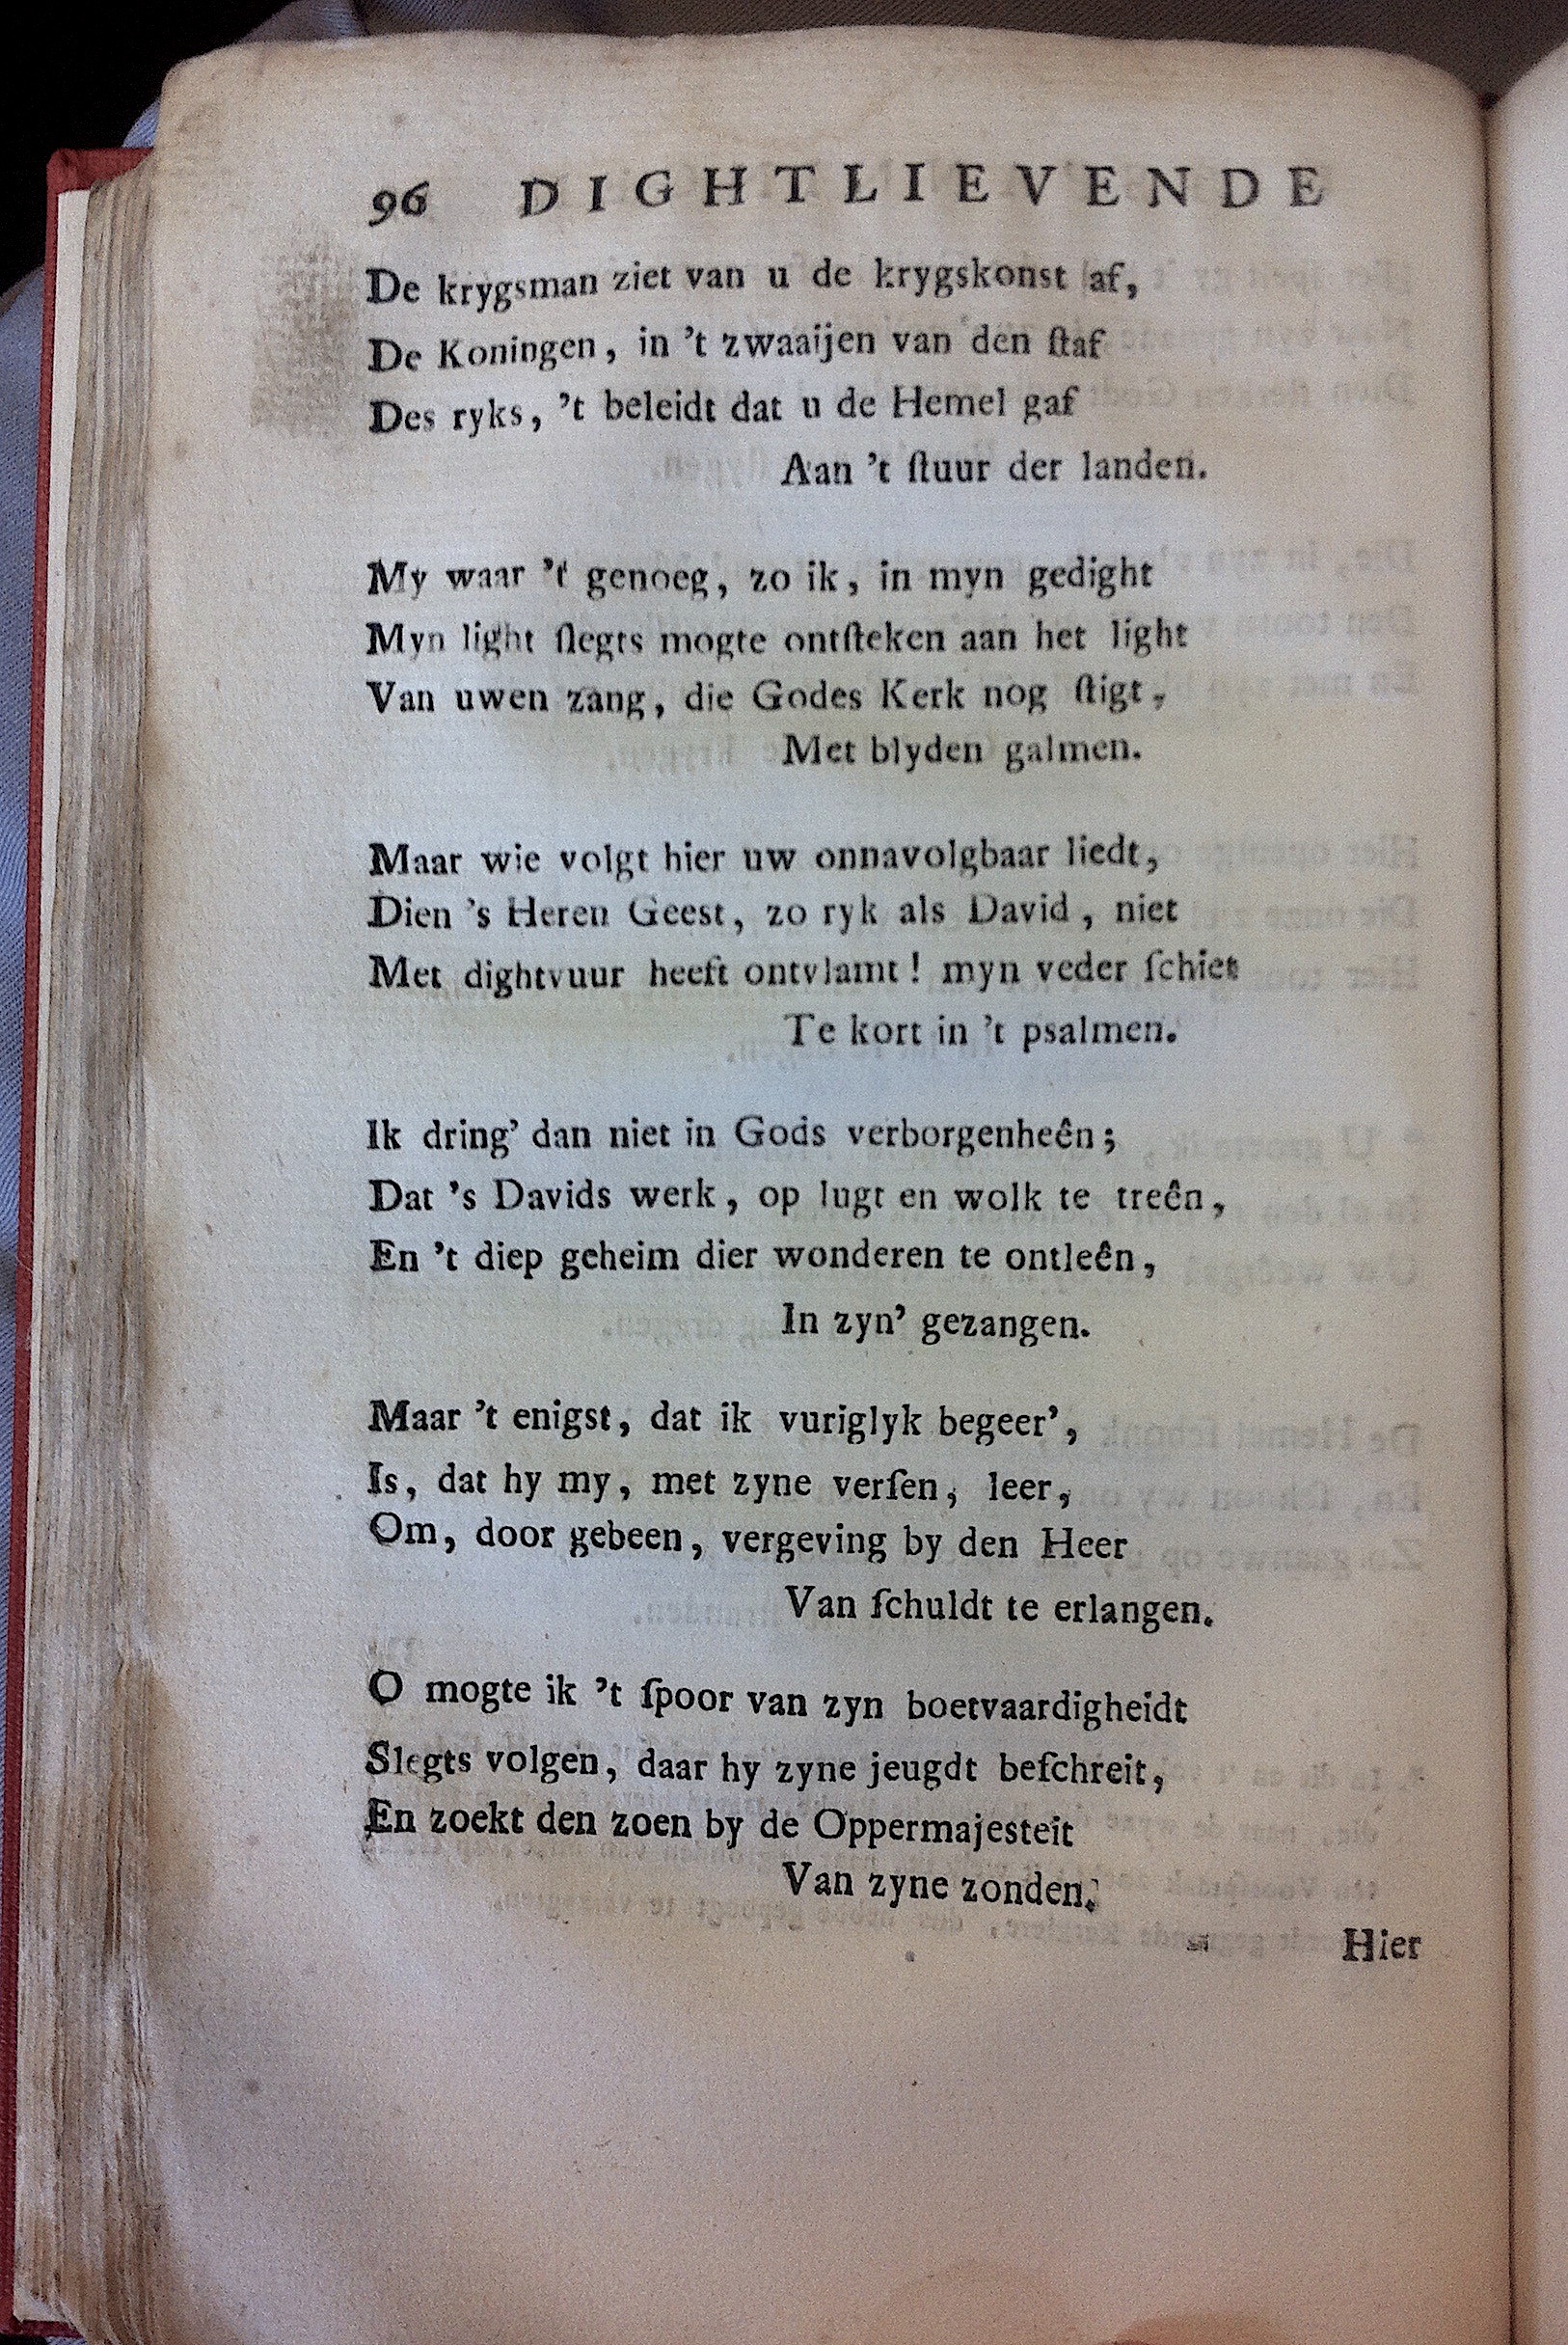 96 DIGHTLIEVENDE
De krygsman ziet van u de krygskonst af,
De Koningen, in 't zwaaijen van den ſtaf
Des ryks, 't beleidt dat u de Hemel gaf
Aan 't ſtuur der landen.
My waar 't genoeg, zo ik, in myn gedight
Myn light ſlegts mogte ontſteken aan het light
Van uwen zang, die Godes Kerk nog ſtigt,
Met blyden galmen.
Maar wie volgt hier uw onnavolgbaar liedt,
Dien 's Heren Geest, zo ryk als David, niet
Met dightvuur heeft ontvlamt! myn veder ſchiet
Te kort in 't psalmen.
Ik dring' dan niet in Gods verborgenheên;
Dat 's Davids werk, op lugt en wolk te treên,
En 't diep geheim dier wonderen te ontleên,
In zyn' gezangen.
Maar 't enigst, dat ik vuriglyk begeer',
Is, dat hy my, met zyne verſen, leer,
Om, door gebeen, vergeving by den Heer
Van ſchuldt te erlangen.
O mogte ik 't ſpoor van zyn boetvaardigheidt
Slegts volgen, daar hy zyne jeugdt beſchreit,
En zoekt den zoen by de Oppermajesteit
Van zyne zonden.
Hier